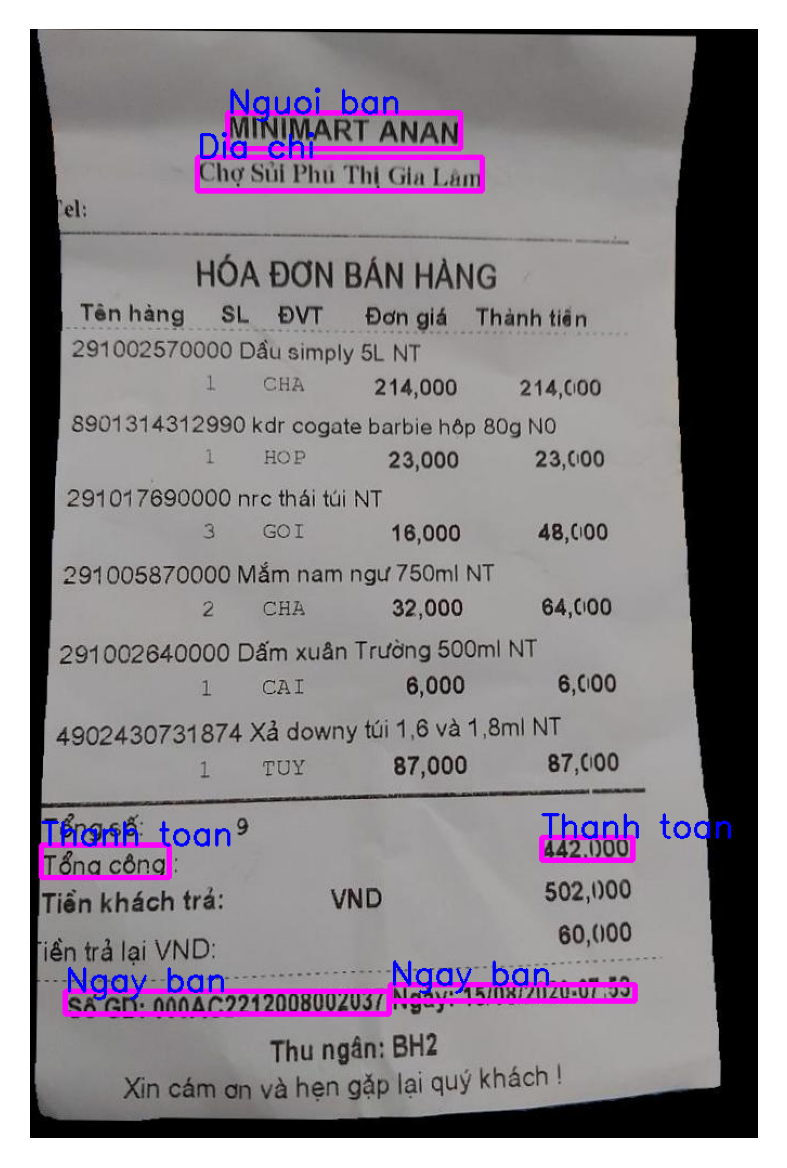 Nguoi ban
MINIMART ANAN
Dia chi
Chợ Sủi Phú Thị Gia Lâm
Tel:
HÓA ĐƠN BÁN HÀNG
Tên hàng SL ĐVT Đơn giá Thành tiền
291002570000 Dầu simply 5L NT
1 CHA 214,000 214,000
8901314312990 kdr cogate barbie hôp 80g N0
1 HOP 23,000 23,000
291017690000 nrc thái túi NT
3 GOI 16,000 48,000
291005870000 Mắm nam ngư 750ml NT
2 CHA 32,000 64,000
291002640000 Dấm xuân Trường 500ml NT
1 CAI 6,000 6,000
4902430731874 Xả downy túi 1,6 và 1,8ml NT
1 TUY 87,000 87,000
Tổng số: 9
Thanh toan Thanh toan
Tổng cộng : 442.000
Tiền khách trả: VND 502,000
Tiền trả lại VND: 60,000
Ngay ban Ngay ban
Số GD: 000AC2212008002037 Ngày: 15/08/2020-07:53
Thu ngân: BH2
Xin cám ơn và hẹn gặp lại quý khách !